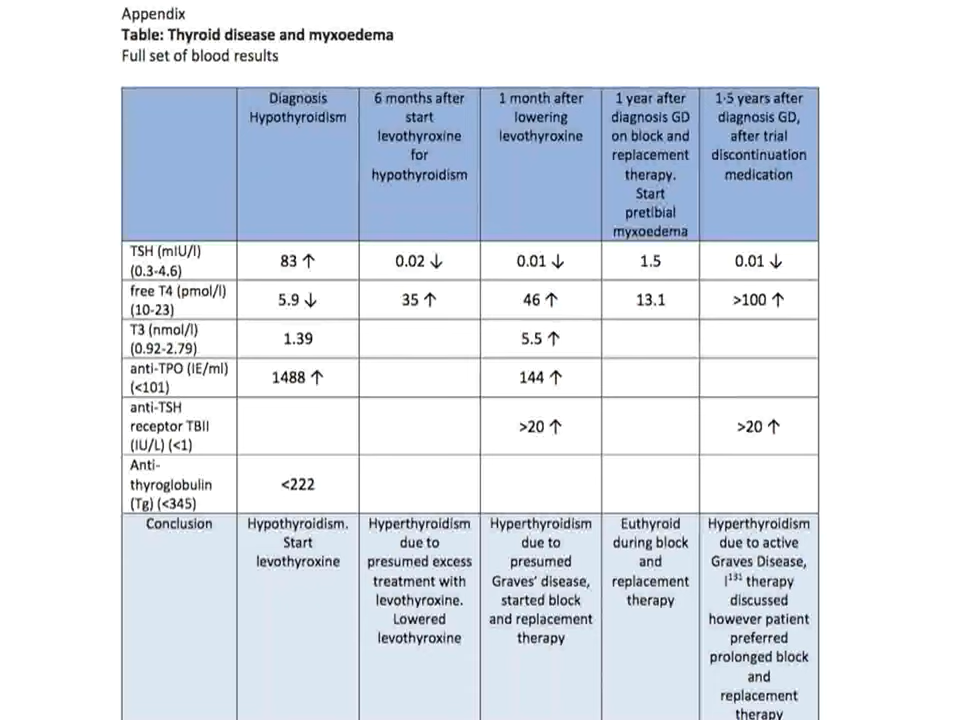 Appendix
Table: Thyroid disease and myxoedema
Full set of blood results
Diagnosis
Hypothyroidism
6 months after
start
levothyroxine
for
hypothyroidism
1 month after
lowering
levothyroxine
1 year after
diagnosis GD
on block and
replacement
therapy.
Start
pretibial
myxoedema
1·5 years after
diagnosis GD,
after trial
discontinuation
medication
TSH (mIU/l)
(0.3-4.6)
83 ↑
0.02 ↓
0.01 ↓
1.5
0.01 ↓
free T4 (pmol/l)
(10-23)
5.9 ↓
35 ↑
46 ↑
13.1
>100 ↑
T3 (nmol/l)
(0.92-2.79)
1.39
5.5 ↑
anti-TPO (IE/ml)
(<101)
1488 ↑
144 ↑
anti-TSH
receptor TBII
(IU/L) (<1)
>20 ↑
>20 ↑
Anti-
thyroglobulin
(Tg) (<345)
<222
Conclusion
Hypothyroidism.
Start
levothyroxine
Hyperthyroidism
due to
presumed excess
treatment with
levothyroxine.
Lowered
levothyroxine
Hyperthyroidism
due to
presumed
Graves' disease,
started block
and replacement
therapy
Euthyroid
during block
and
replacement
therapy
Hyperthyroidism
due to active
Graves Disease,
I¹³¹ therapy
discussed
however patient
preferred
prolonged block
and
replacement
therapy